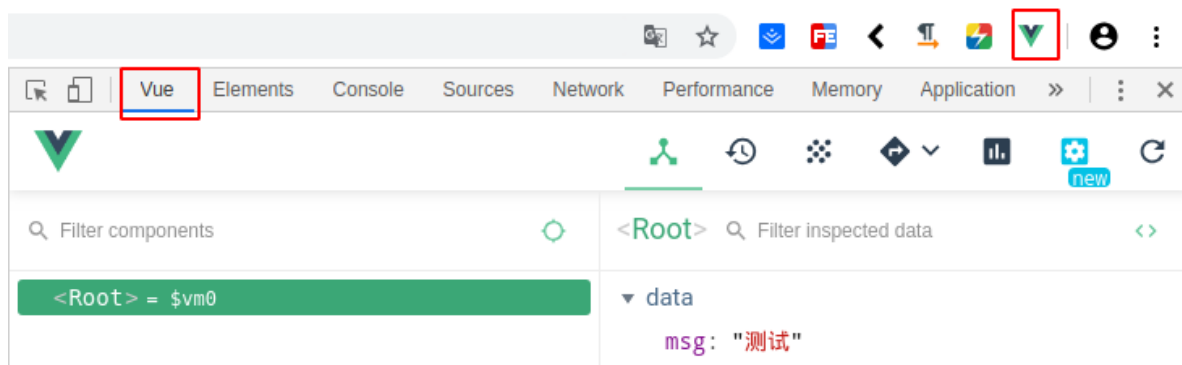 FE
Vue Elements Console Sources Network Performance Memory Application »
new
Filter components
<Root> Filter inspected data <>
<Root> = $vm0
data
msg: "测试"